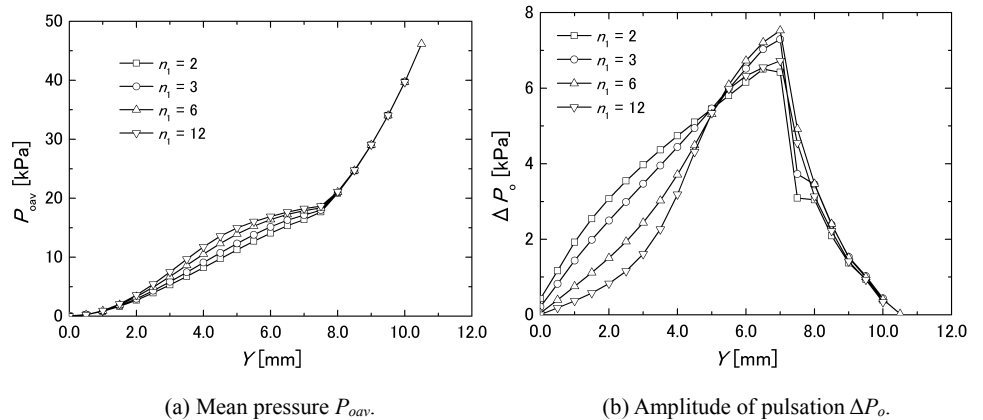 50
40
30
20
10
0
P_oav [kPa]
n_1 = 2
n_1 = 3
n_1 = 6
n_1 = 12
0.0 2.0 4.0 6.0 8.0 10.0 12.0
Y [mm]
(a) Mean pressure P_oav.
8
6
4
2
0
Δ P_o [kPa]
n_1 = 2
n_1 = 3
n_1 = 6
n_1 = 12
0.0 2.0 4.0 6.0 8.0 10.0 12.0
Y [mm]
(b) Amplitude of pulsation ΔP_o.